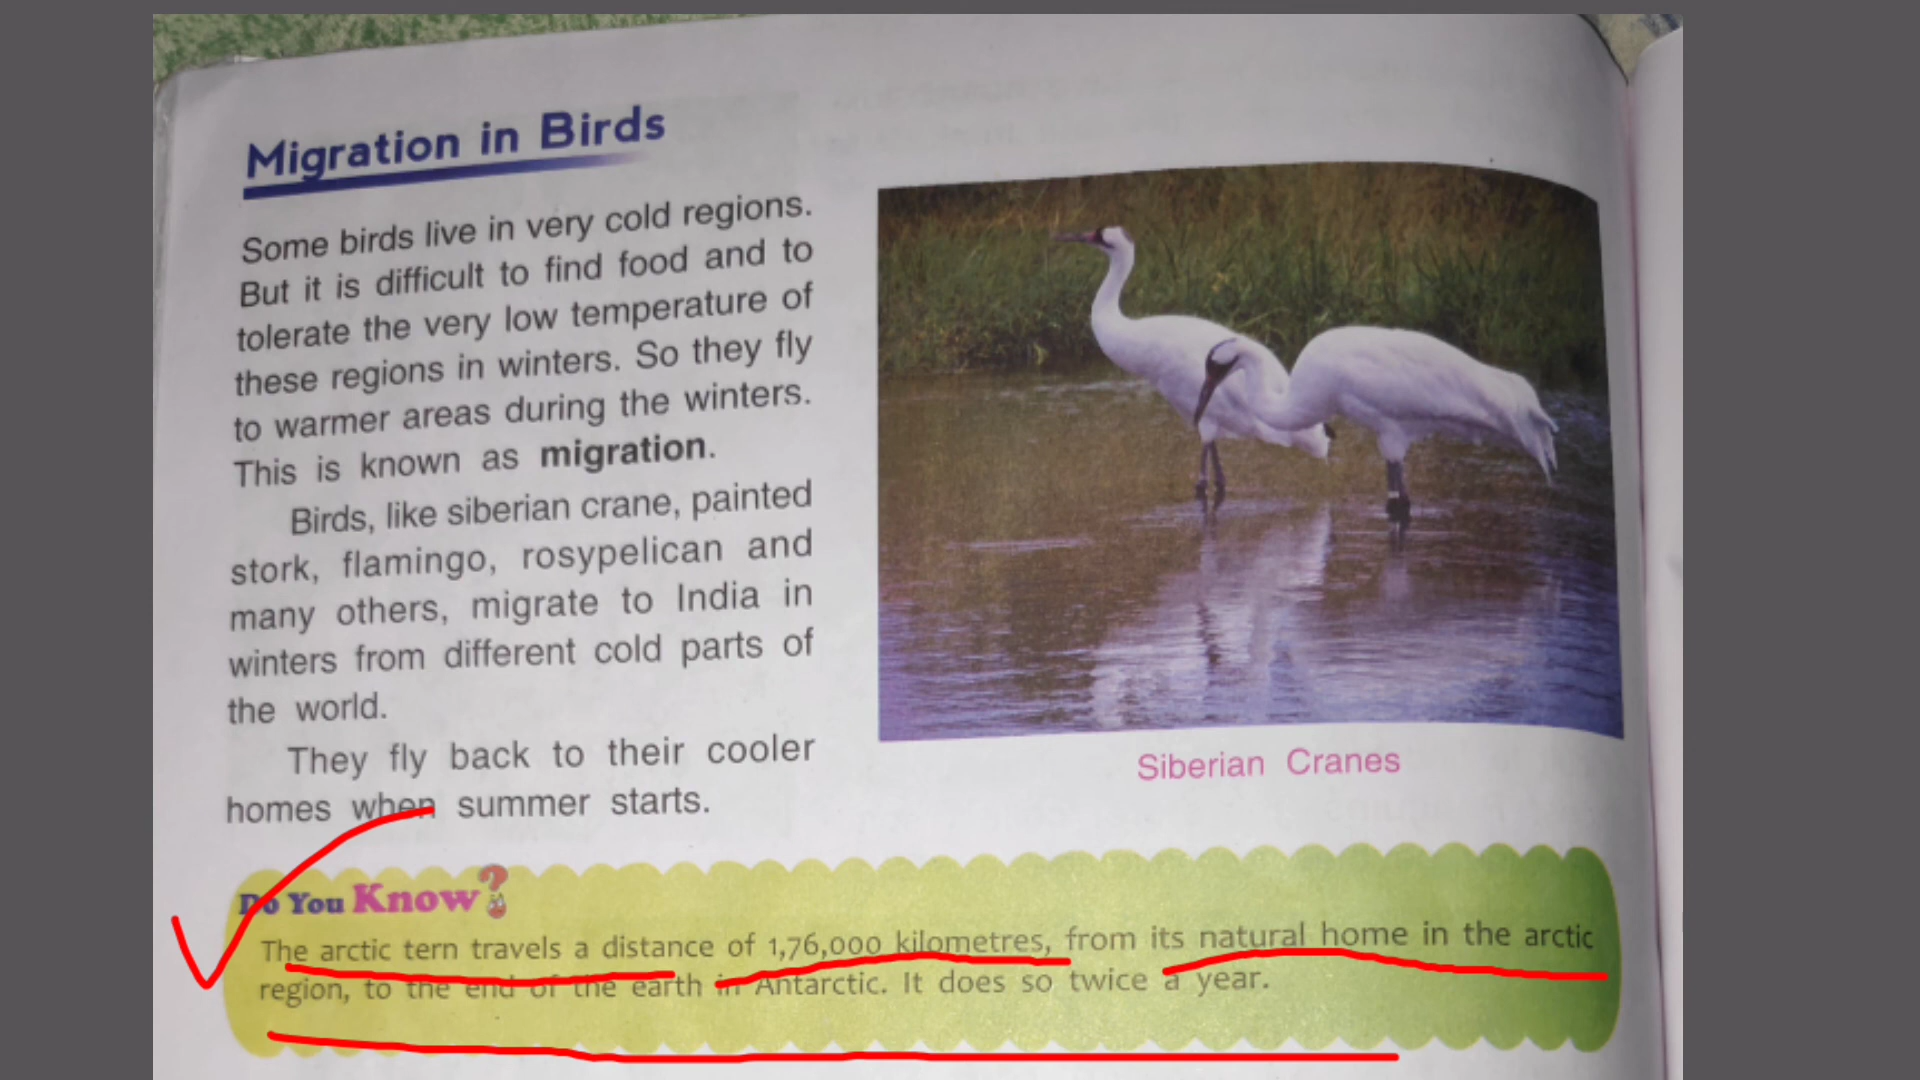 Migration in Birds
Some birds live in very cold regions.
But it is difficult to find food and to
tolerate the very low temperature of
these regions in winters. So they fly
to warmer areas during the winters.
This is known as migration.
Birds, like siberian crane, painted
stork, flamingo, rosypelican and
many others, migrate to India in
winters from different cold parts of
the world.
They fly back to their cooler
homes when summer starts.
Siberian Cranes
Do You Know?
The arctic tern travels a distance of 1,76,000 kilometres, from its natural home in the arctic
region, to the end of the earth in Antarctic. It does so twice a year.